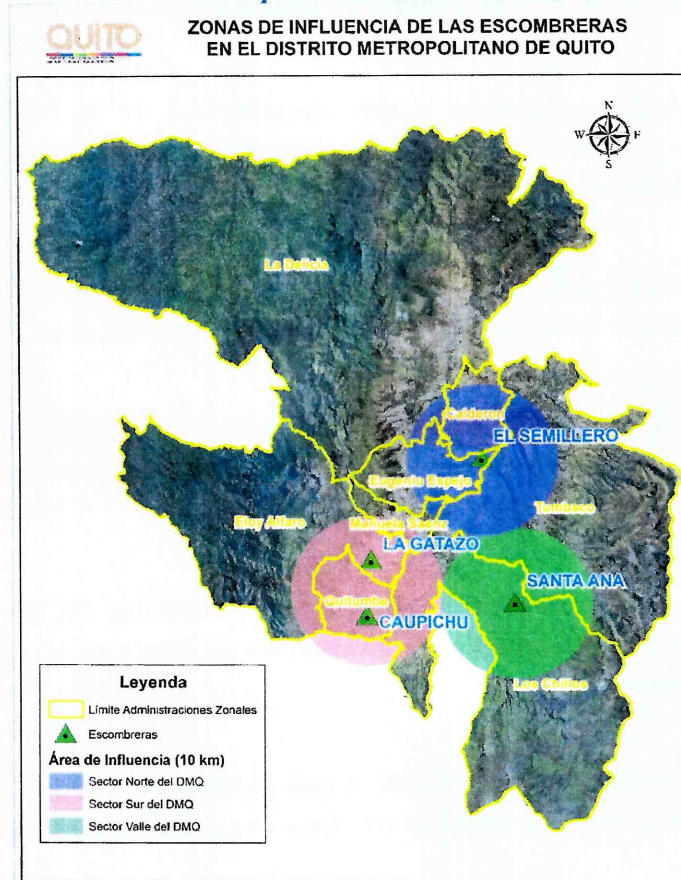 QUITO
ZONAS DE INFLUENCIA DE LAS ESCOMBRERAS
EN EL DISTRITO METROPOLITANO DE QUITO
N
W
E
S
La Delicia
Calderón
EL SEMILLERO
Eugenio Espejo
Tumbaco
Eloy Alfaro
Manuela Sáenz
LA GATAZO
SANTA ANA
Quitumbe
CAUPICHU
Los Chillos
Leyenda
Límite Administraciones Zonales
Escombreras
Área de Influencia (10 km)
Sector Norte del DMQ
Sector Sur del DMQ
Sector Valle del DMQ